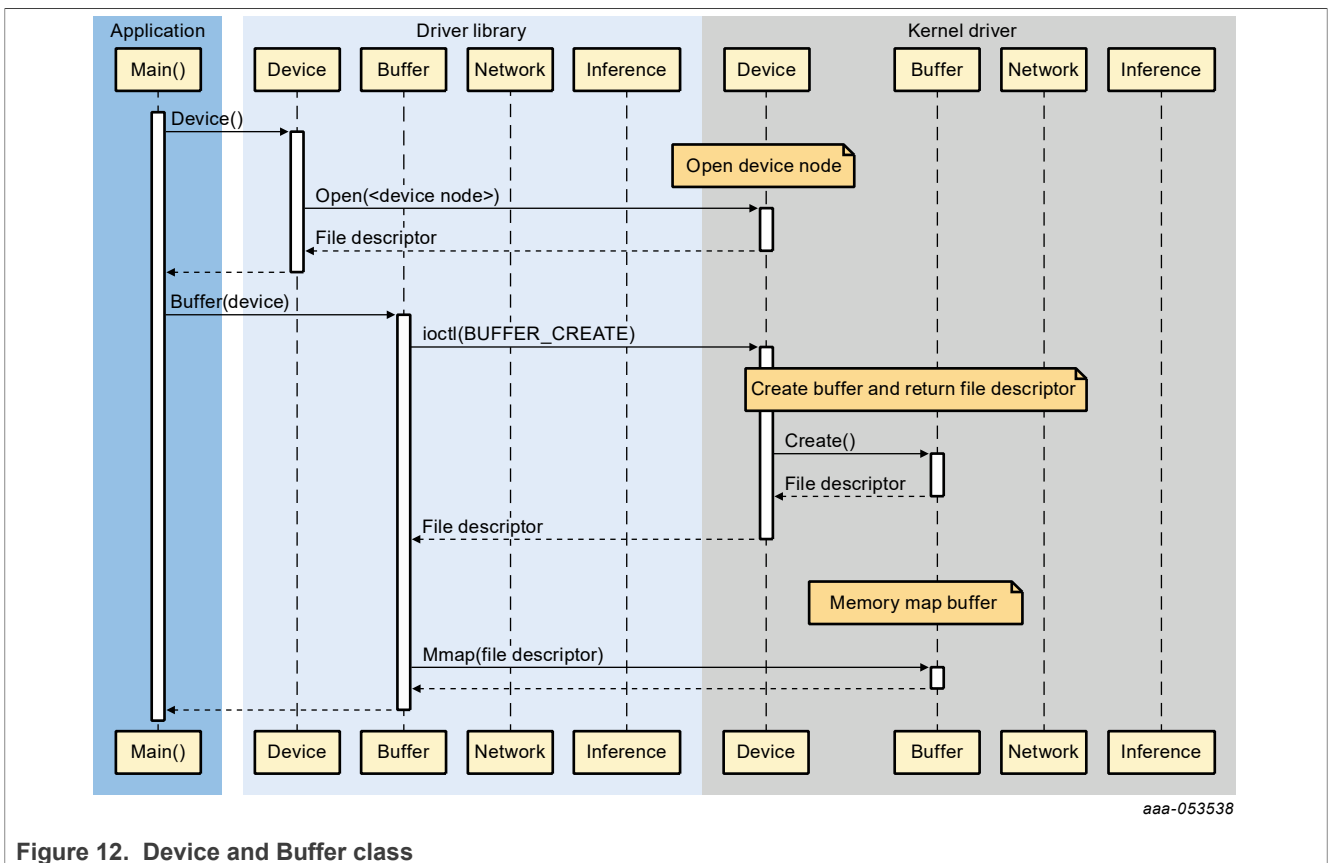 Application
Driver library
Kernel driver
Main()
Device
Buffer
Network
Inference
Device
Buffer
Network
Inference
Device()
Open device node
Open(<device node>)
File descriptor
Buffer(device)
ioctl(BUFFER_CREATE)
Create buffer and return file descriptor
Create()
File descriptor
File descriptor
Memory map buffer
Mmap(file descriptor)
Main()
Device
Buffer
Network
Inference
Device
Buffer
Network
Inference
aaa-053538
Figure 12. Device and Buffer class